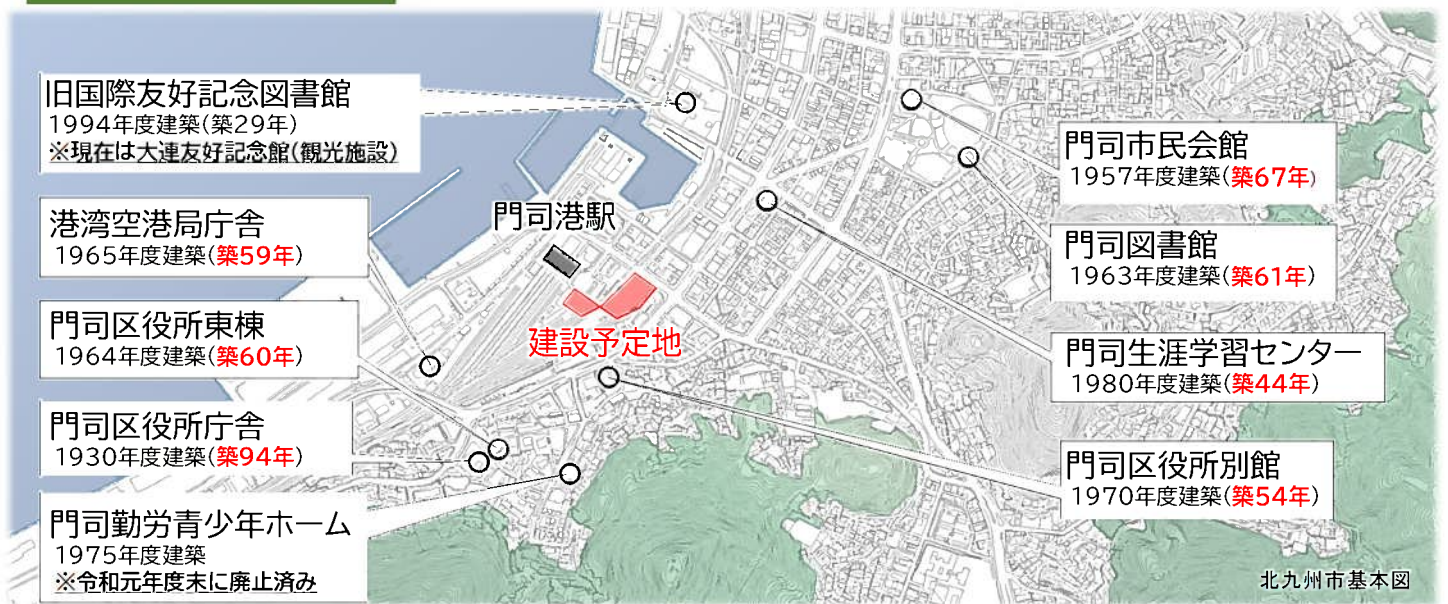 旧国際友好記念図書館
1994年度建築(築29年)
※現在は大連友好記念館(観光施設)
港湾空港局庁舎
1965年度建築(築59年)
門司区役所東棟
1964年度建築(築60年)
門司区役所庁舎
1930年度建築(築94年)
門司勤労青少年ホーム
1975年度建築
※令和元年度末に廃止済み
門司港駅
建設予定地
門司市民会館
1957年度建築(築67年)
門司図書館
1963年度建築(築61年)
門司生涯学習センター
1980年度建築(築44年)
門司区役所別館
1970年度建築(築54年)
北九州市基本図